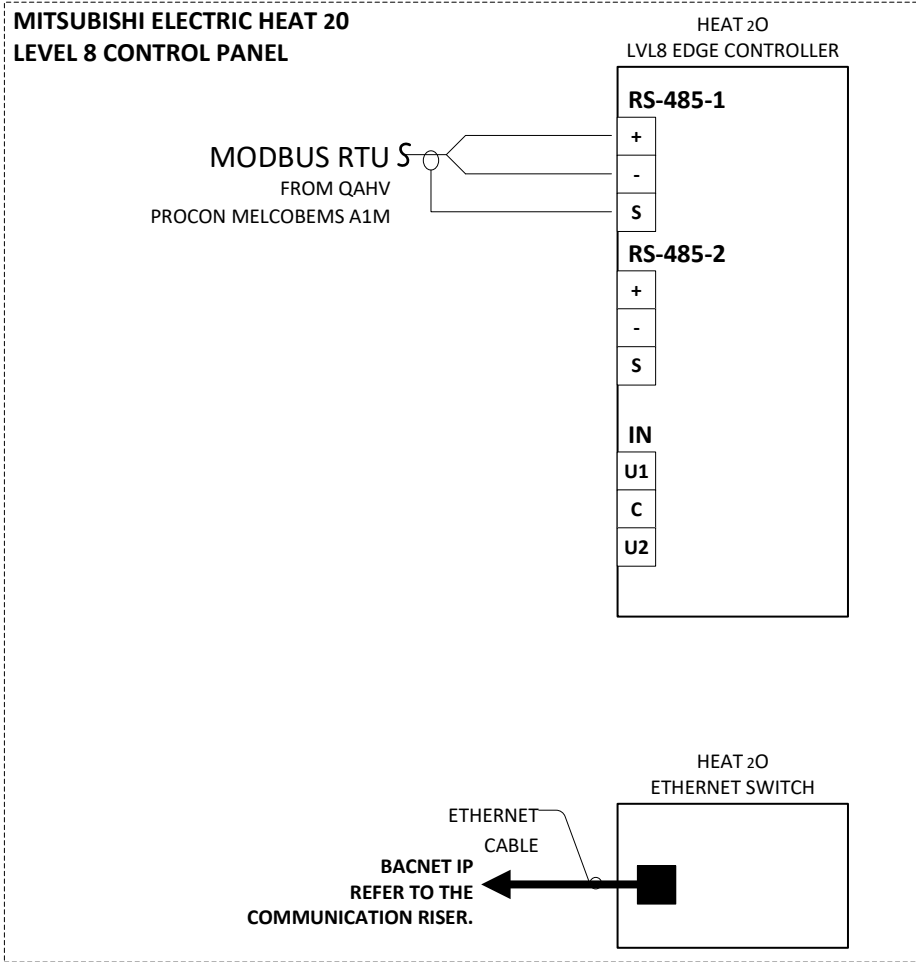 MITSUBISHI ELECTRIC HEAT 20
LEVEL 8 CONTROL PANEL
HEAT 2O
LVL8 EDGE CONTROLLER
RS-485-1
+
-
S
MODBUS RTU
FROM QAHV
PROCON MELCOBEMS A1M
RS-485-2
+
-
S
IN
U1
C
U2
HEAT 2O
ETHERNET SWITCH
ETHERNET
CABLE
BACNET IP
REFER TO THE
COMMUNICATION RISER.